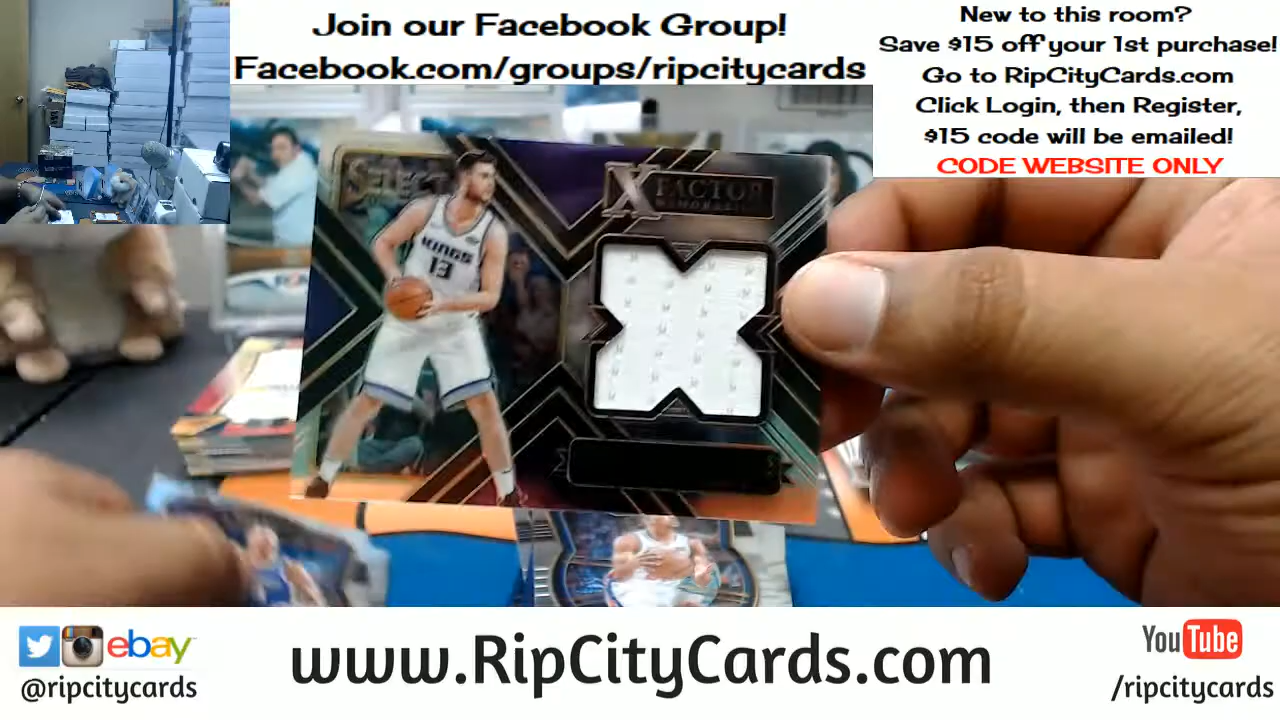 Join our Facebook Group!
Facebook.com/groups/ripcitycards
New to this room?
Save $15 off your 1st purchase!
Go to RipCityCards.com
Click Login, then Register,
$15 code will be emailed!
CODE WEBSITE ONLY
SELECT
X FACTOR
MEMORABILIA
KINGS
13
ebay
@ripcitycards
www.RipCityCards.com
YouTube
/ripcitycards